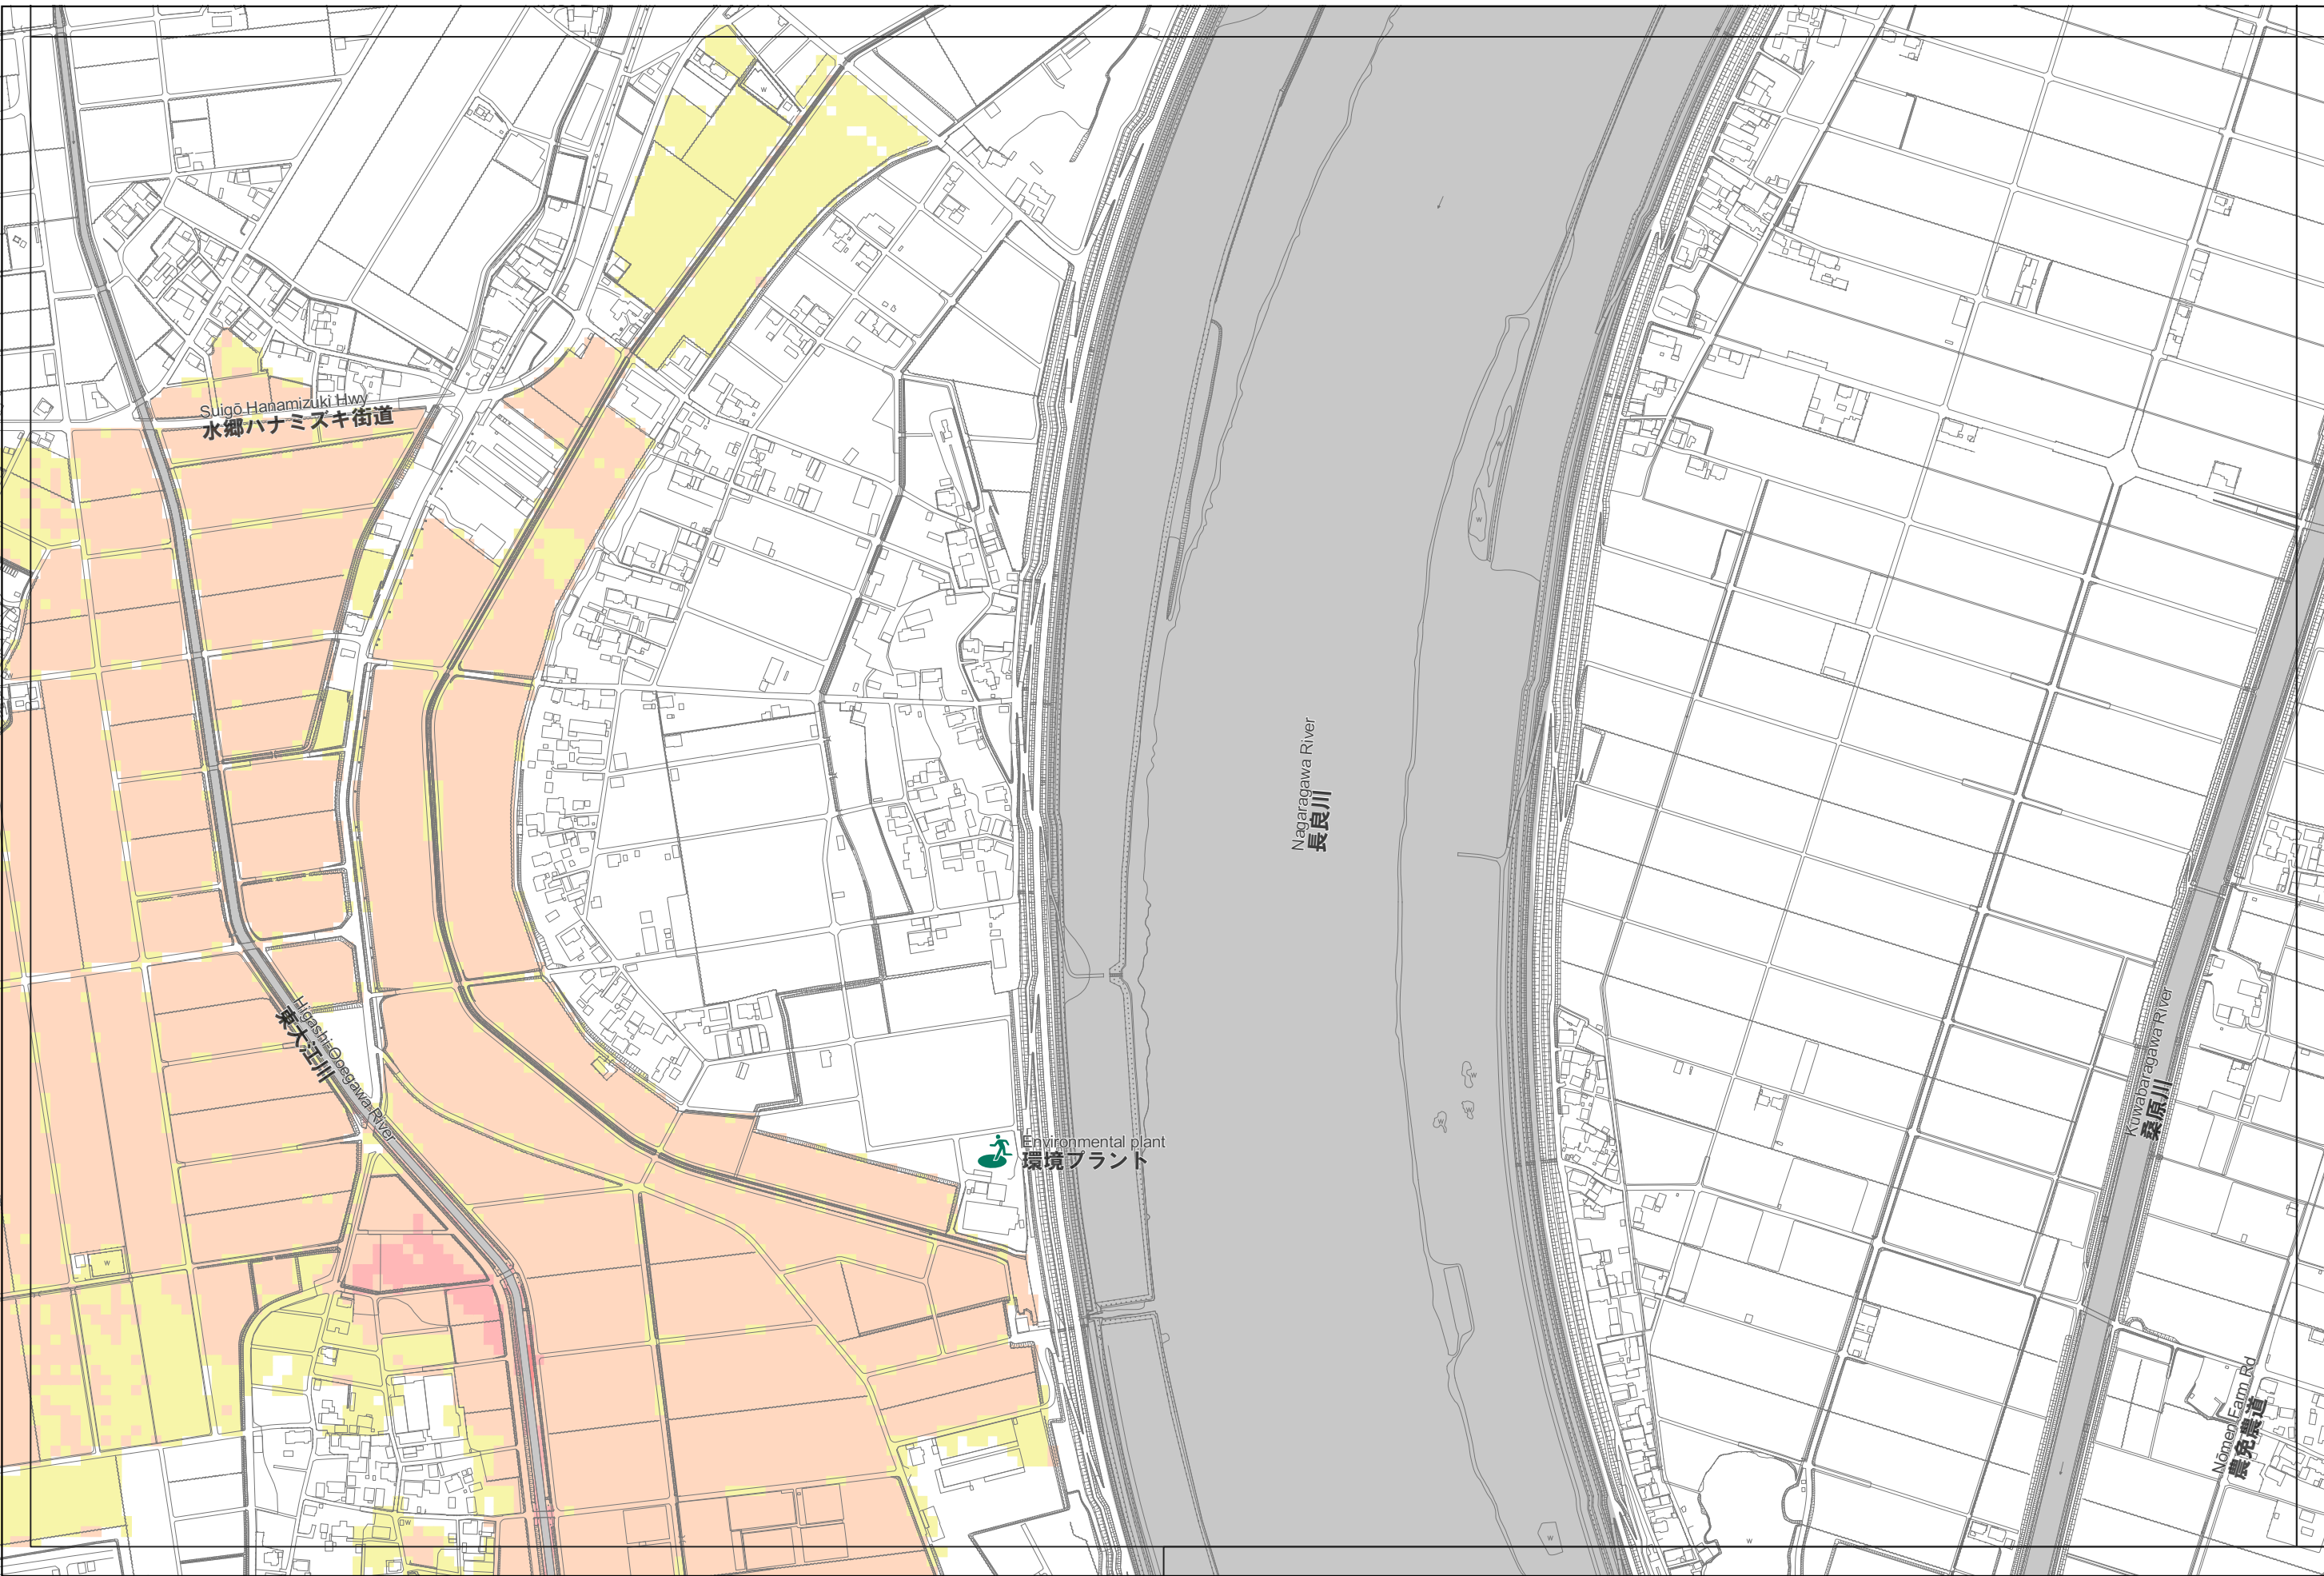 Suigō Hanamizuki Hwy
水郷ハナミズキ街道
Nagaragawa River
長良川
Higashi-Ooegawa River
東大江川
Environmental plant
環境プラント
Kuwabaragawa River
桑原川
Nōmen Farm Rd
農免農道